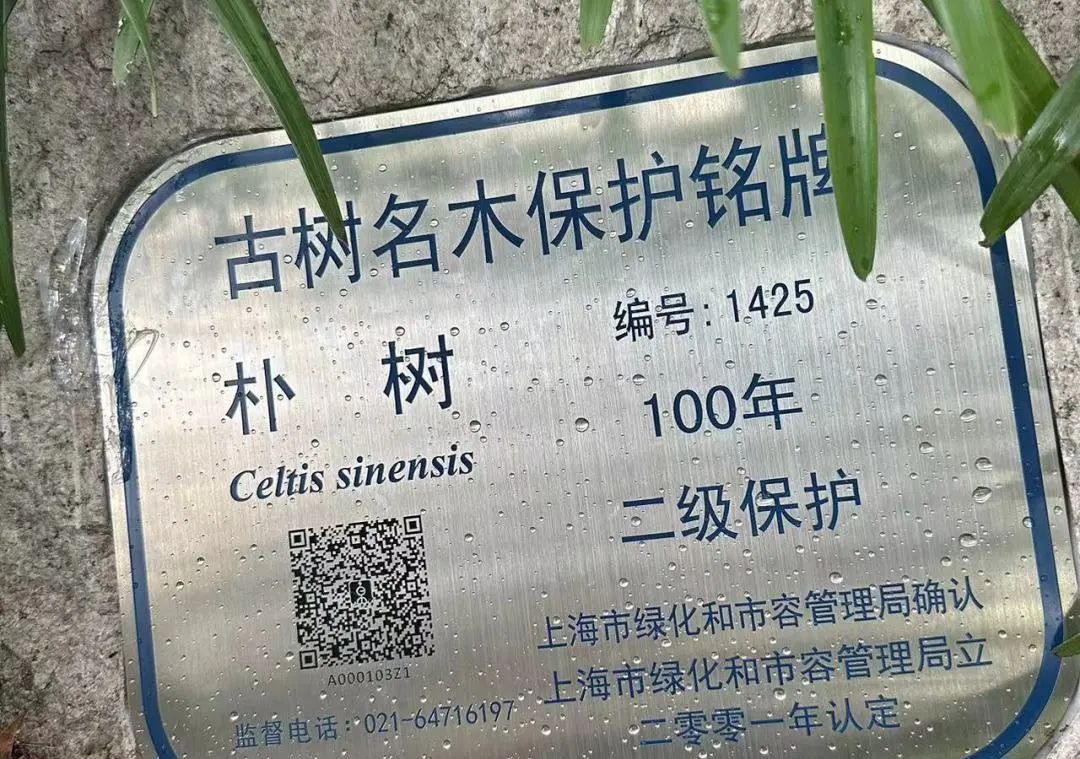 古树名木保护铭牌
编号：1425
朴 树
100年
Celtis sinensis
二级保护
上海市绿化和市容管理局确认
上海市绿化和市容管理局立
二零零一年认定
A000103Z1
监督电话：021-64716197